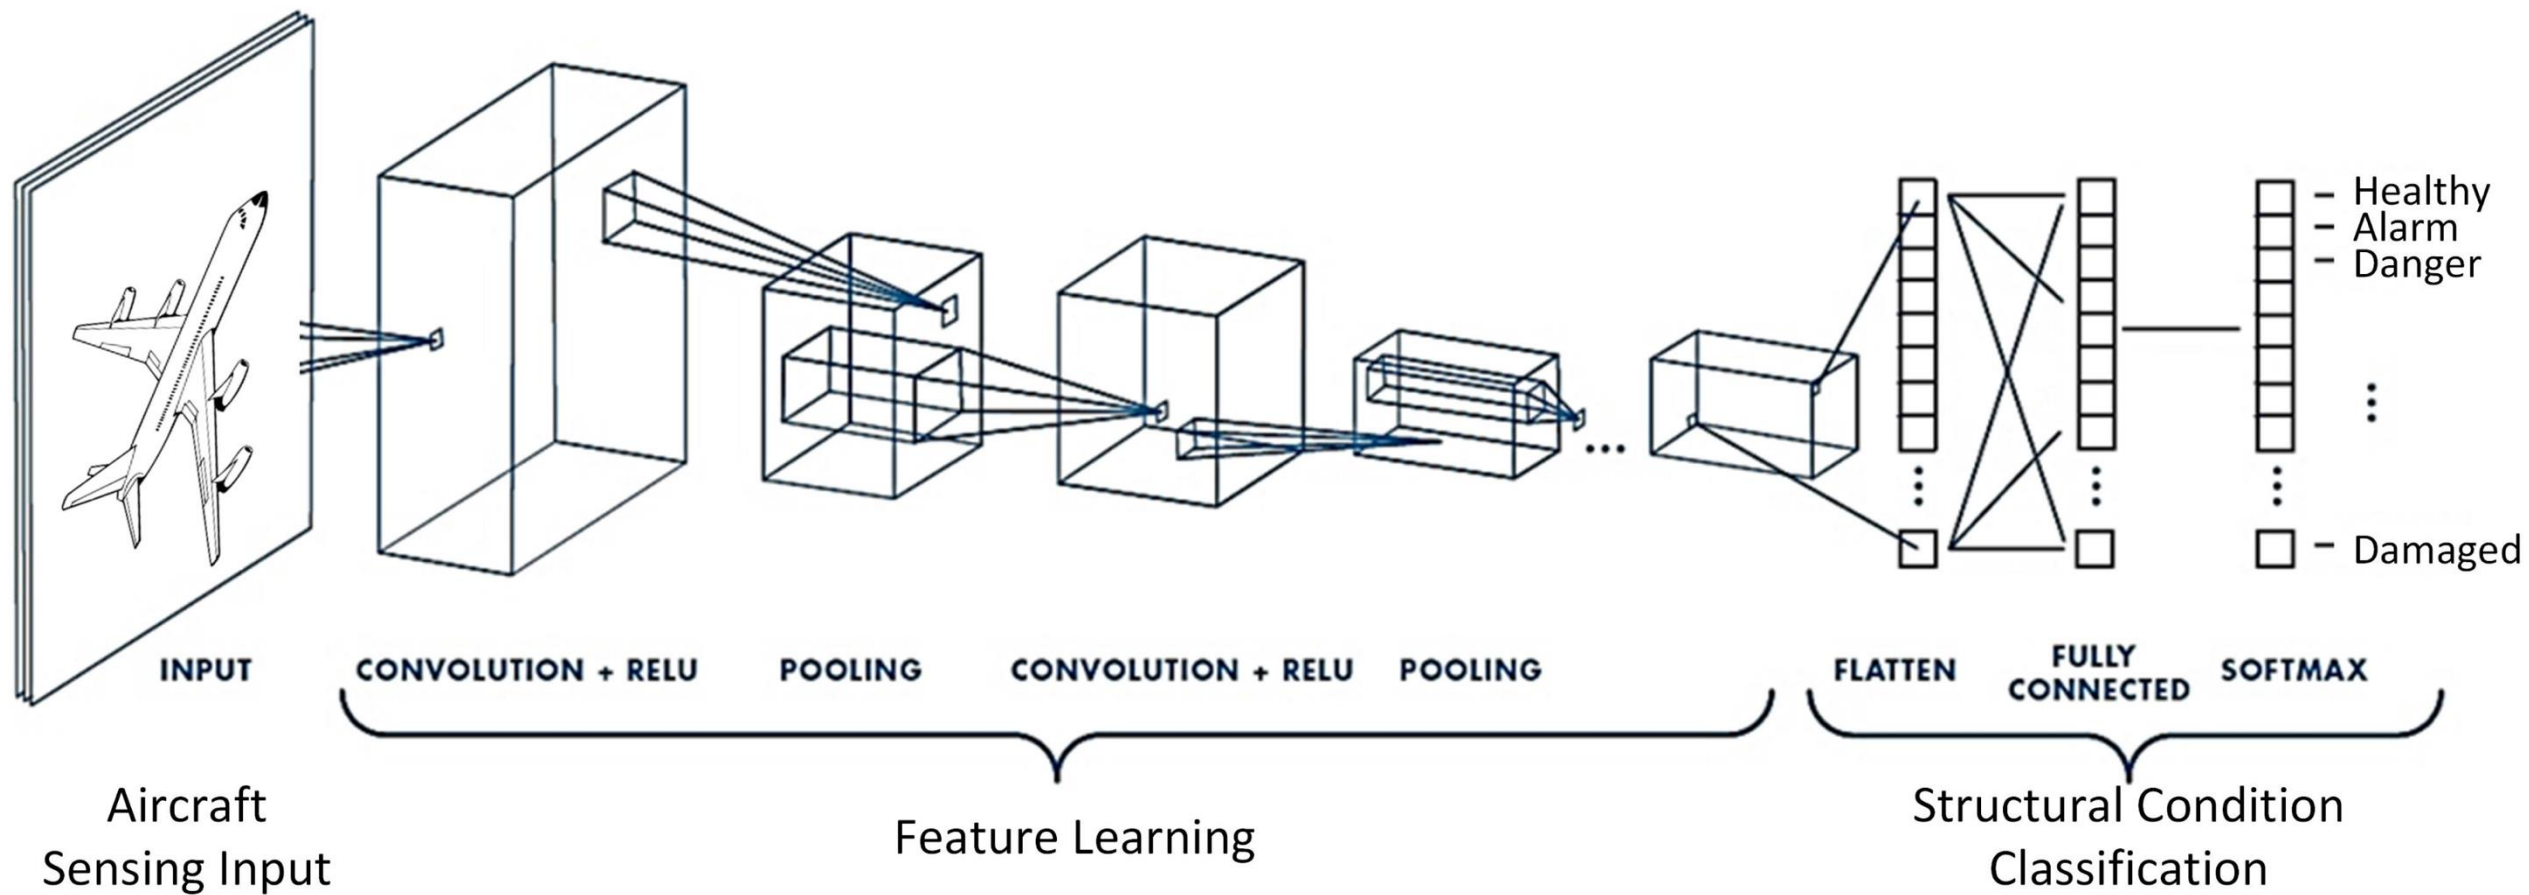 Healthy
Alarm
Danger
Damaged
INPUT
CONVOLUTION + RELU
POOLING
CONVOLUTION + RELU
POOLING
FLATTEN
FULLY
CONNECTED
SOFTMAX
Aircraft
Sensing Input
Feature Learning
Structural Condition
Classification